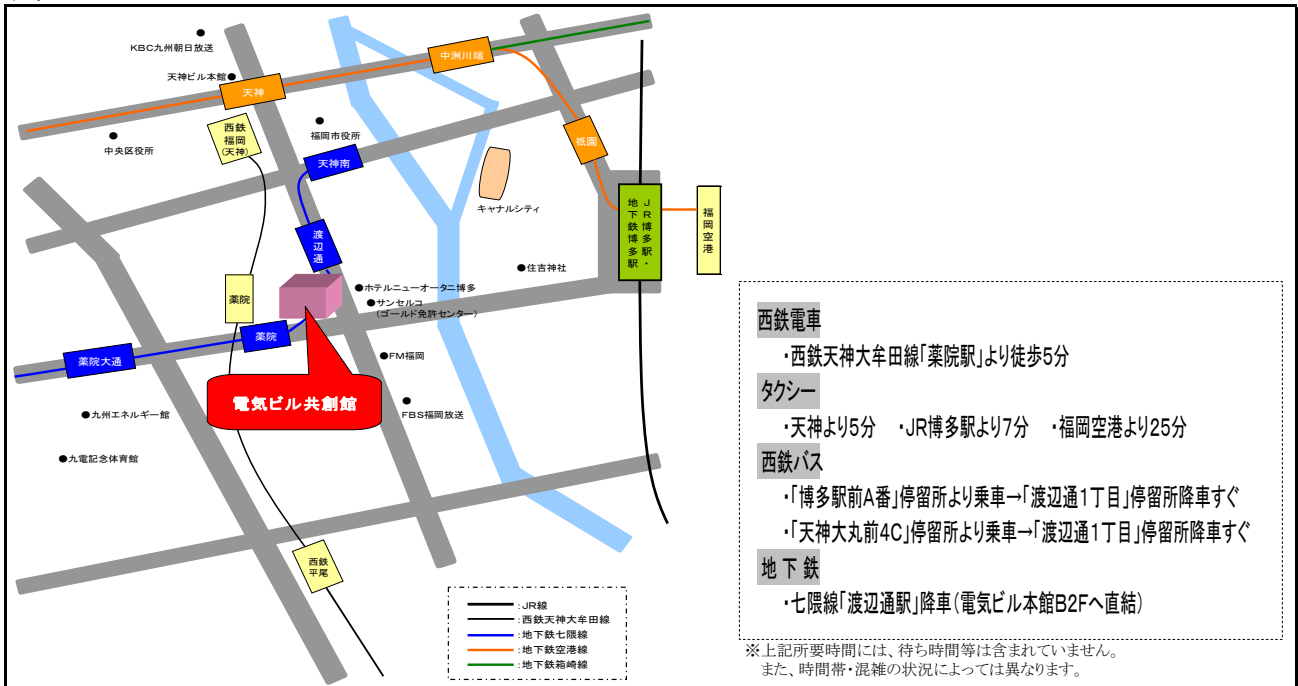 KBC九州朝日放送
天神ビル本館
天神
中洲川端
西鉄
福岡
(天神)
福岡市役所
中央区役所
天神南
祇園
キャナルシティ
JR博多駅・
地下鉄博多駅
福岡空港
渡辺通
住吉神社
薬院
ホテルニューオータニ博多
サンセルコ
(ゴールド免許センター)
薬院
薬院大通
FM福岡
電気ビル共創館
FBS福岡放送
九州エネルギー館
九電記念体育館
西鉄
平尾
:JR線
:西鉄天神大牟田線
:地下鉄七隈線
:地下鉄空港線
:地下鉄箱崎線
西鉄電車
・西鉄天神大牟田線「薬院駅」より徒歩5分
タクシー
・天神より5分 ・JR博多駅より7分 ・福岡空港より25分
西鉄バス
・「博多駅前A番」停留所より乗車→「渡辺通1丁目」停留所降車すぐ
・「天神大丸前4C」停留所より乗車→「渡辺通1丁目」停留所降車すぐ
地下鉄
・七隈線「渡辺通駅」降車(電気ビル本館B2Fへ直結)
※上記所要時間には、待ち時間等は含まれていません。
また、時間帯・混雑の状況によっては異なります。